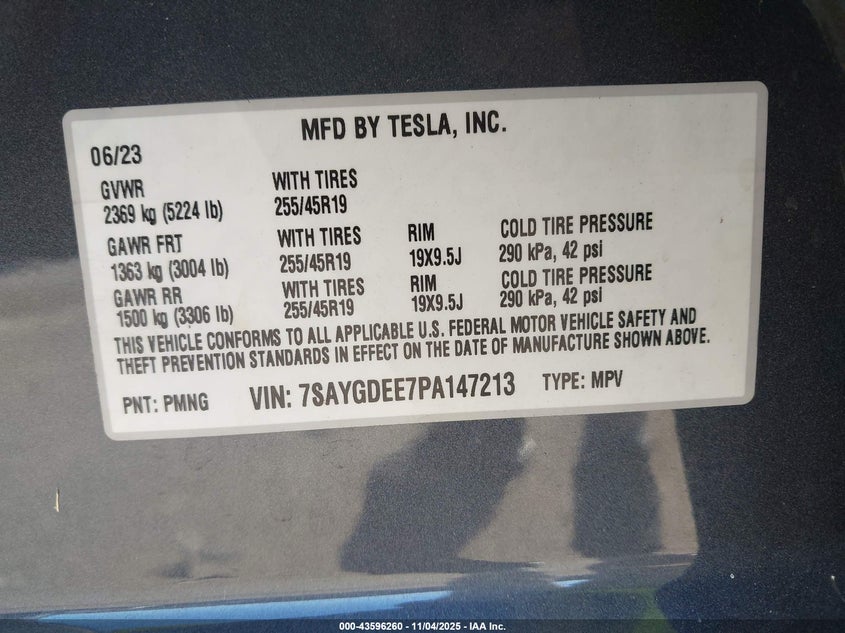 MFD BY TESLA, INC.
06/23
GVWR WITH TIRES
2369 kg (5224 lb) 255/45R19
GAWR FRT WITH TIRES RIM COLD TIRE PRESSURE
1363 kg (3004 lb) 255/45R19 19X9.5J 290 kPa, 42 psi
GAWR RR WITH TIRES RIM COLD TIRE PRESSURE
1500 kg (3306 lb) 255/45R19 19X9.5J 290 kPa, 42 psi
THIS VEHICLE CONFORMS TO ALL APPLICABLE U.S. FEDERAL MOTOR VEHICLE SAFETY AND
THEFT PREVENTION STANDARDS IN EFFECT ON THE DATE OF MANUFACTURE SHOWN ABOVE.
PNT: PMNG VIN: 7SAYGDEE7PA147213 TYPE: MPV
000-43596260 - 11/04/2025 - IAA Inc.